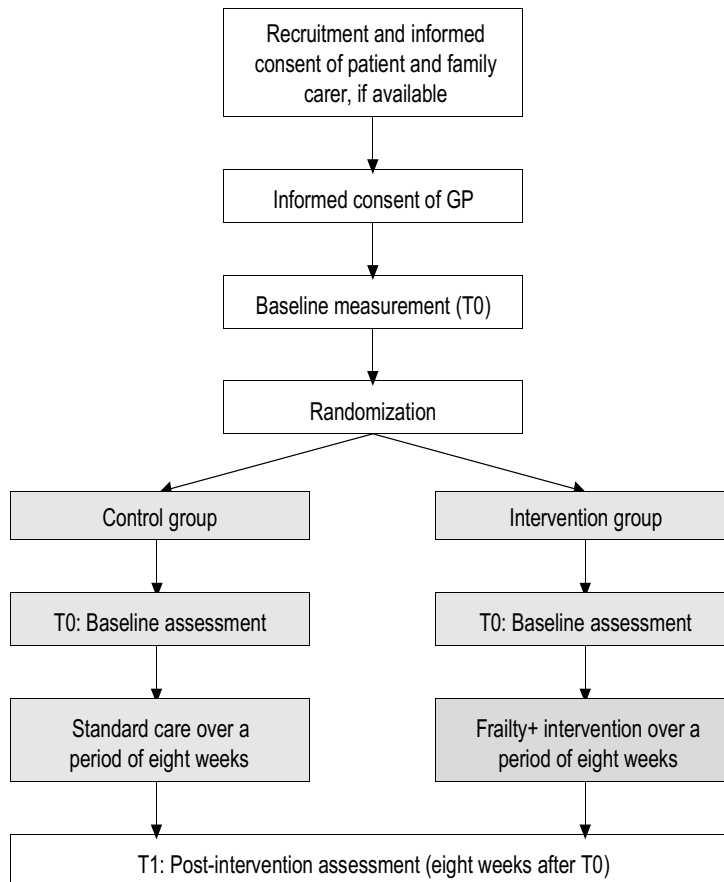 Recruitment and informed
consent of patient and family
carer, if available
Informed consent of GP
Baseline measurement (T0)
Randomization
Control group
Intervention group
T0: Baseline assessment
T0: Baseline assessment
Standard care over a
period of eight weeks
Frailty+ intervention over a
period of eight weeks
T1: Post-intervention assessment (eight weeks after T0)